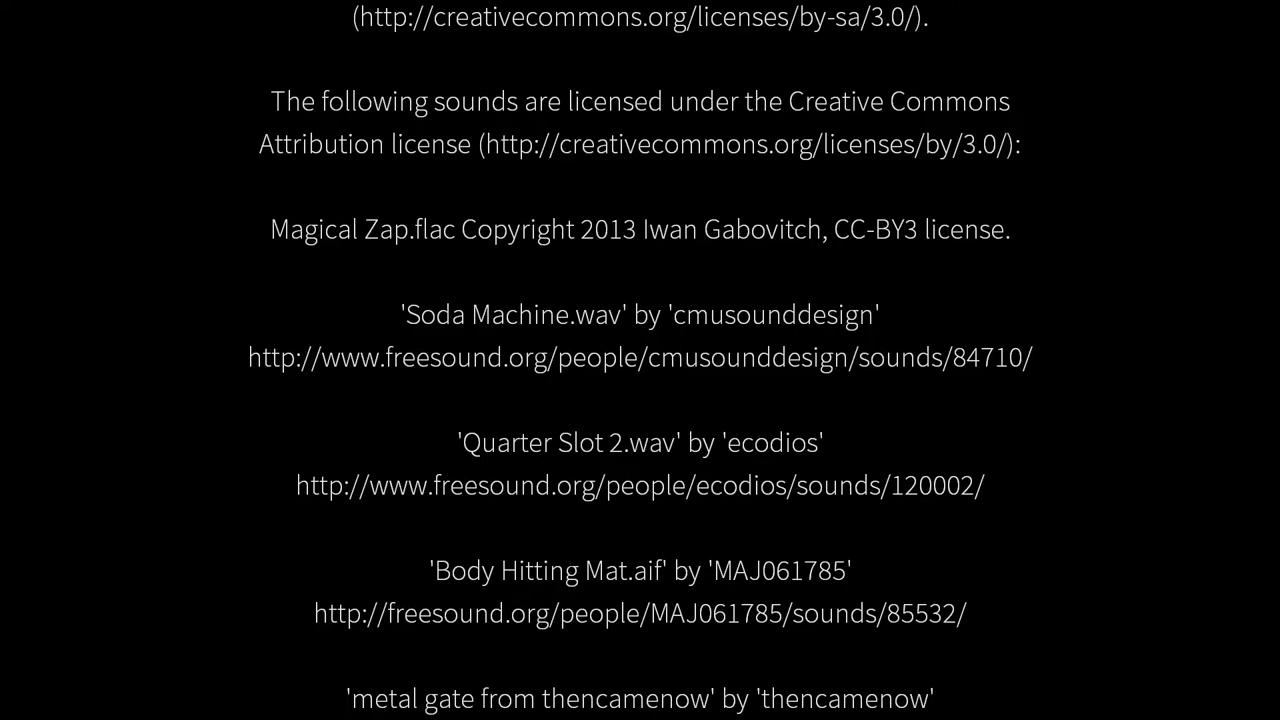 (http://creativecommons.org/licenses/by-sa/3.0/).
The following sounds are licensed under the Creative Commons
Attribution license (http://creativecommons.org/licenses/by/3.0/):
Magical Zap.flac Copyright 2013 Iwan Gabovitch, CC-BY3 license.
'Soda Machine.wav' by 'cmusounddesign'
http://www.freesound.org/people/cmusounddesign/sounds/84710/
'Quarter Slot 2.wav' by 'ecodios'
http://www.freesound.org/people/ecodios/sounds/120002/
'Body Hitting Mat.aif' by 'MAJ061785'
http://freesound.org/people/MAJ061785/sounds/85532/
'metal gate from thencamenow' by 'thencamenow'